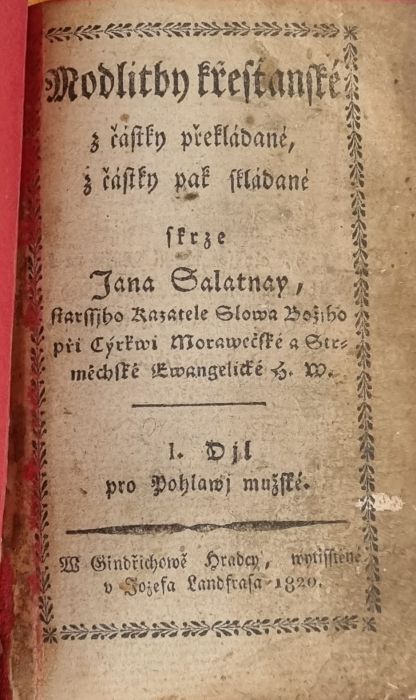 Modlitby křesťanské
z částky překládané,
z částky pak skládané
skrze
Jana Salatnay,
staršjho Kazatele Slowa Božjho
při Cýrkwi Morawečské a Str-
měchské Ewangelické H. W.
I. Djl
pro Pohlawj mužské.
W Gindřichowě Hradcy, wytisstěné
v Jozefa Landfrasa 1820.